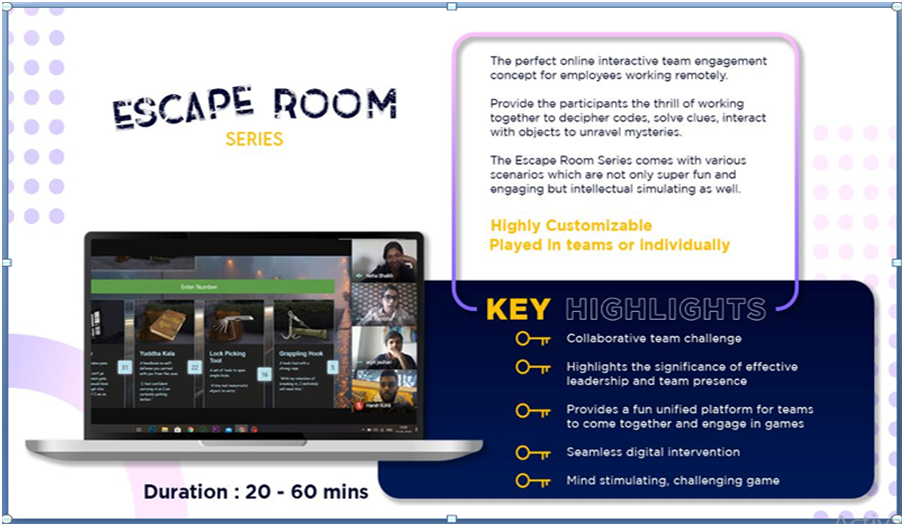 ESCAPE ROOM
SERIES
The perfect online interactive team engagement
concept for employees working remotely.
Provide the participants the thrill of working
together to decipher codes, solve clues, interact
with objects to unravel mysteries.
The Escape Room Series comes with various
scenarios which are not only super fun and
engaging but intellectual simulating as well.
Highly Customizable
Played in teams or individually
Enter Number
Yuddha Kala
Lock Picking
Tool
Grappling Hook
31
22
16
5
KEY HIGHLIGHTS
Collaborative team challenge
Highlights the significance of effective
leadership and team presence
Provides a fun unified platform for teams
to come together and engage in games
Seamless digital intervention
Mind stimulating, challenging game
Duration : 20 - 60 mins